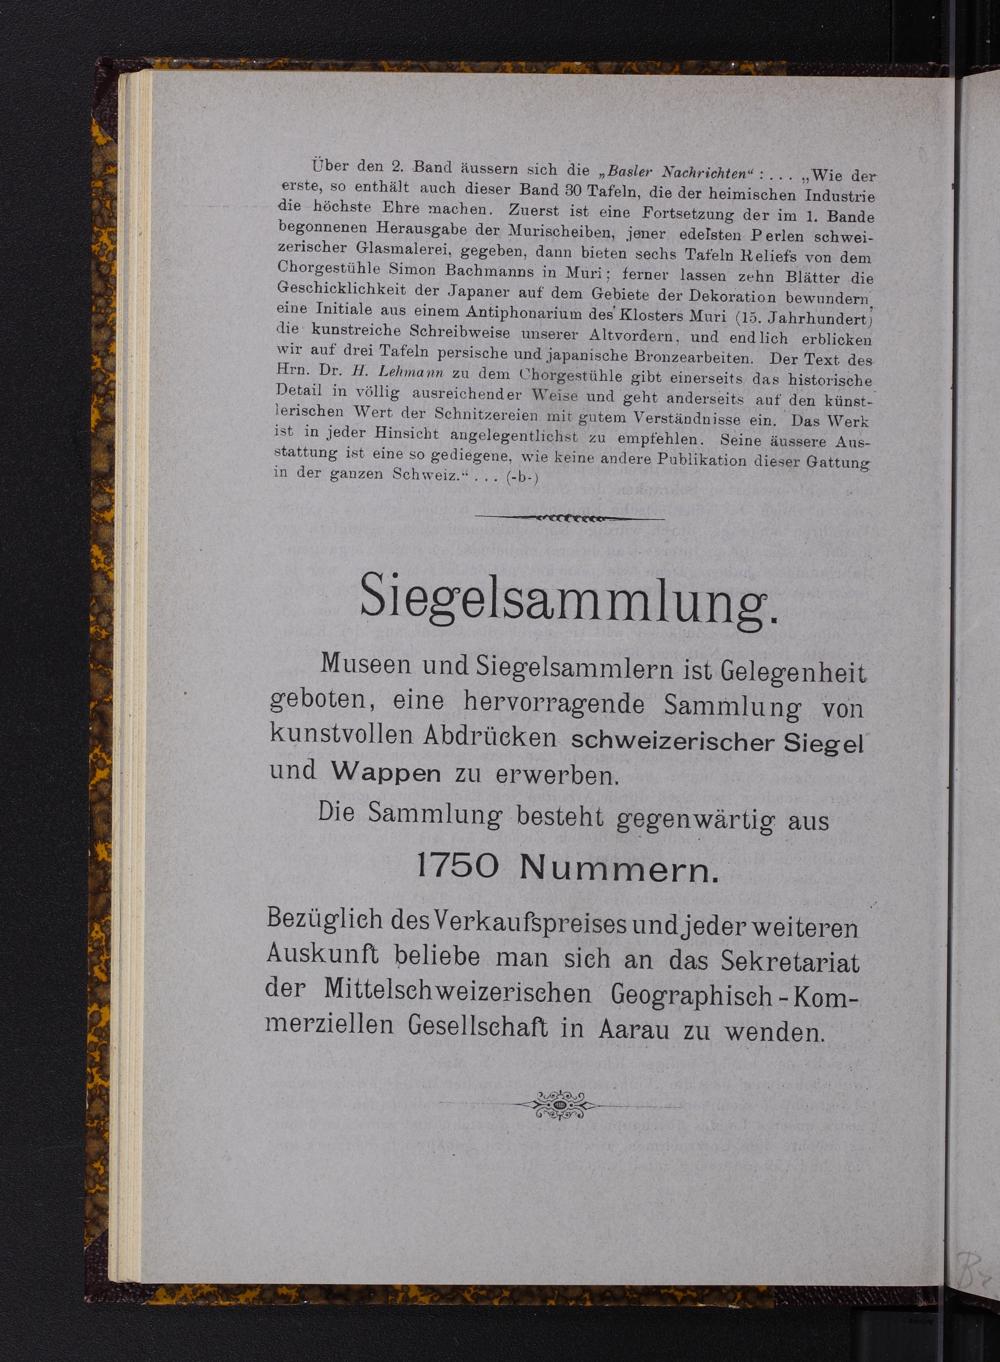 Über den 2. Band äussern sich die „Basler Nachrichten“ : . . . „Wie der
erste, so enthält auch dieser Band 30 Tafeln, die der heimischen Industrie
die höchste Ehre machen. Zuerst ist eine Fortsetzung der im 1. Bande
begonnenen Herausgabe der Murischeiben, jener edelsten Perlen schwei-
zerischer Glasmalerei, gegeben, dann bieten sechs Tafeln Reliefs von dem
Chorgestühle Simon Bachmanns in Muri; ferner lassen zehn Blätter die
Geschicklichkeit der Japaner auf dem Gebiete der Dekoration bewundern,
eine Initiale aus einem Antiphonarium des Klosters Muri (15. Jahrhundert)
die kunstreiche Schreibweise unserer Altvordern, und endlich erblicken
wir auf drei Tafeln persische und japanische Bronzearbeiten. Der Text des
Hrn. Dr. H. Lehmann zu dem Chorgestühle gibt einerseits das historische
Detail in völlig ausreichender Weise und geht anderseits auf den künst-
lerischen Wert der Schnitzereien mit gutem Verständnisse ein. Das Werk
ist in jeder Hinsicht angelegentlichst zu empfehlen. Seine äussere Aus-
stattung ist eine so gediegene, wie keine andere Publikation dieser Gattung
in der ganzen Schweiz.“ . . . (-b-)
Siegelsammlung.
Museen und Siegelsammlern ist Gelegenheit
geboten, eine hervorragende Sammlung von
kunstvollen Abdrücken schweizerischer Siegel
und Wappen zu erwerben.
Die Sammlung besteht gegenwärtig aus
1750 Nummern.
Bezüglich des Verkaufspreises und jeder weiteren
Auskunft beliebe man sich an das Sekretariat
der Mittelschweizerischen Geographisch-Kom-
merziellen Gesellschaft in Aarau zu wenden.